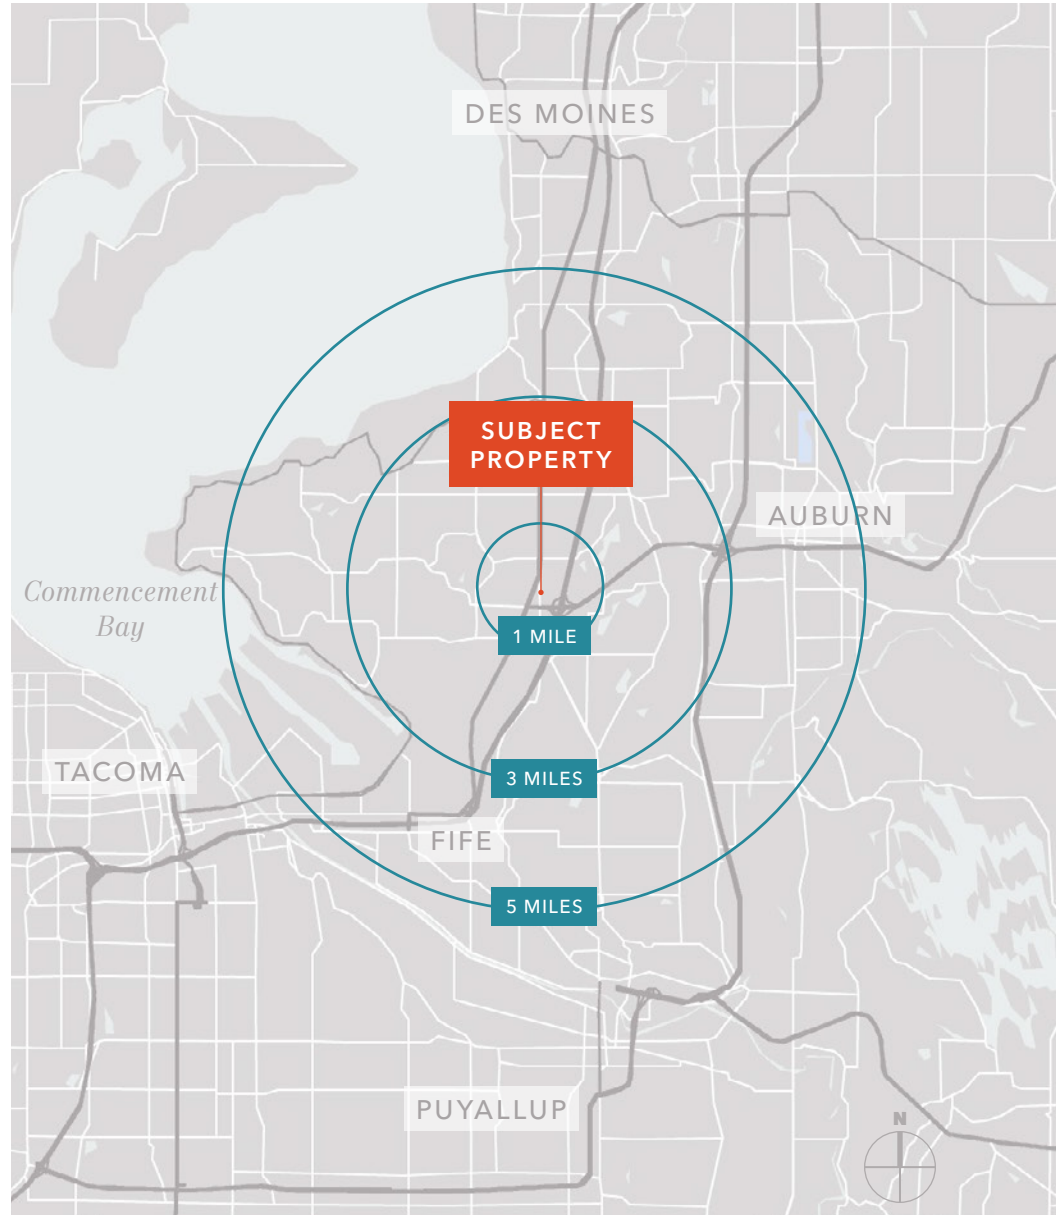 DES MOINES
SUBJECT
PROPERTY
AUBURN
Commencement
Bay
1 MILE
TACOMA
3 MILES
FIFE
5 MILES
PUYALLUP
N